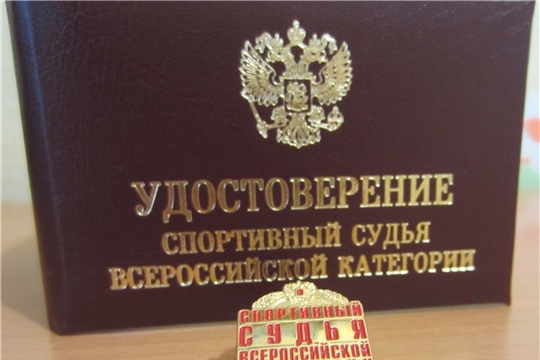 УДОСТОВЕРЕНИЕ
СПОРТИВНЫЙ СУДЬЯ
ВСЕРОССИЙСКОЙ КАТЕГОРИИ
СПОРТИВНЫЙ
СУДЬЯ
ВСЕРОССИЙСКОЙ